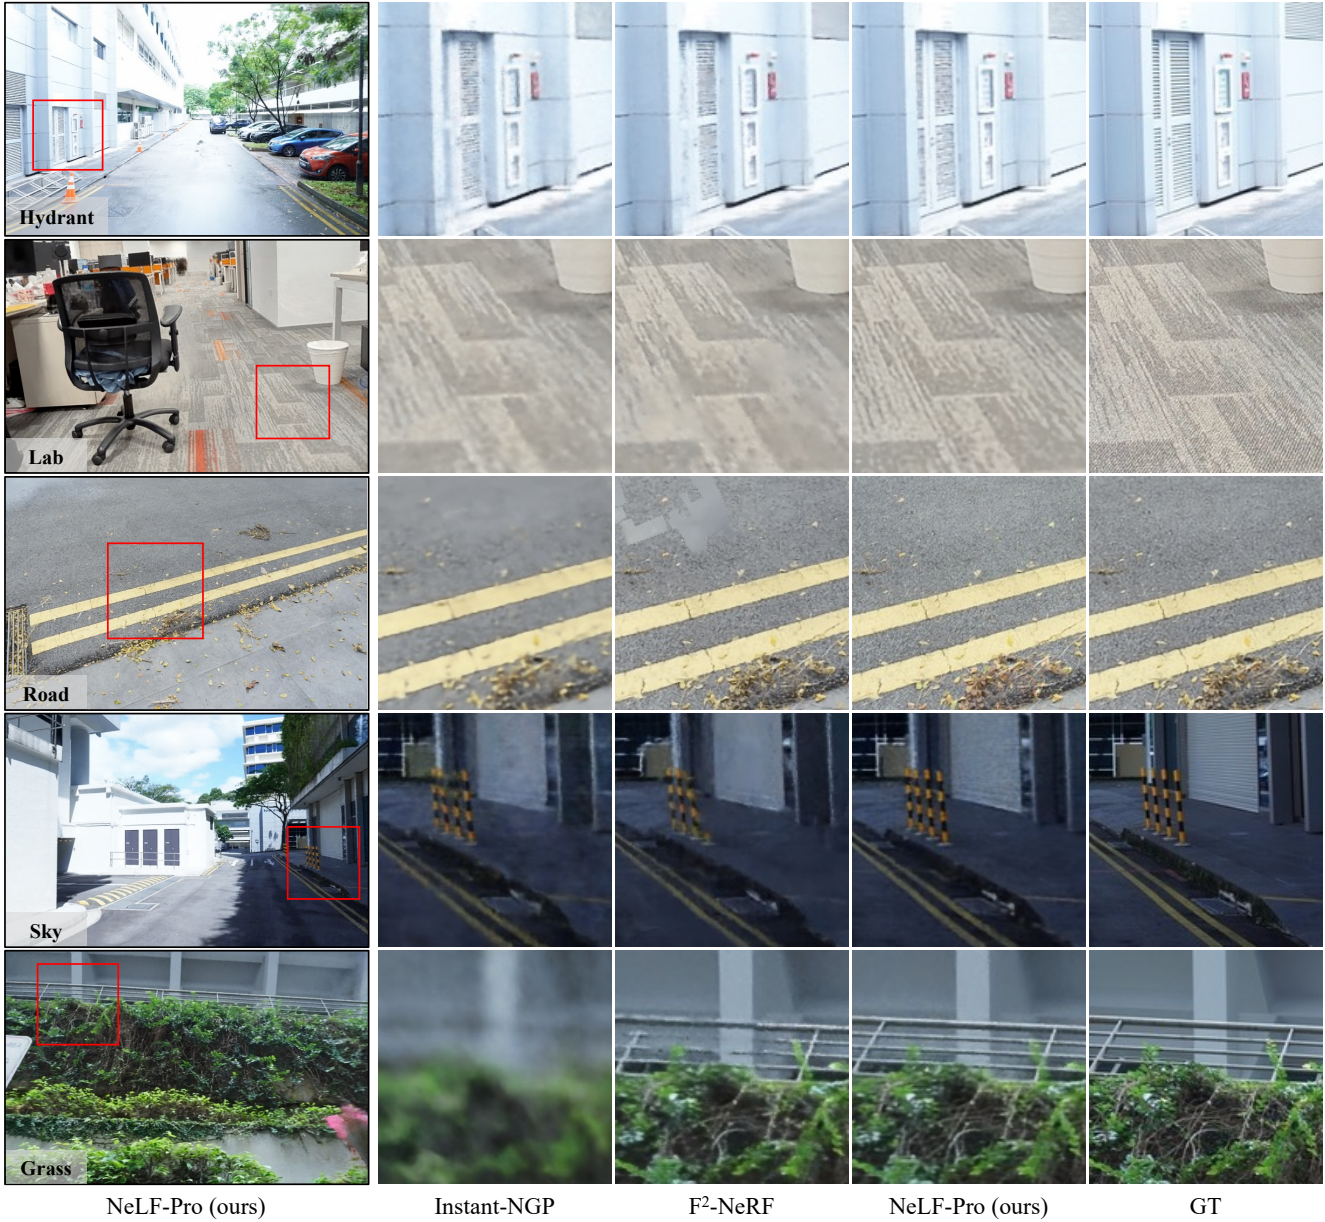 Hydrant
Lab
Road
Sky
Grass
NeLF-Pro (ours)
Instant-NGP
F²-NeRF
NeLF-Pro (ours)
GT